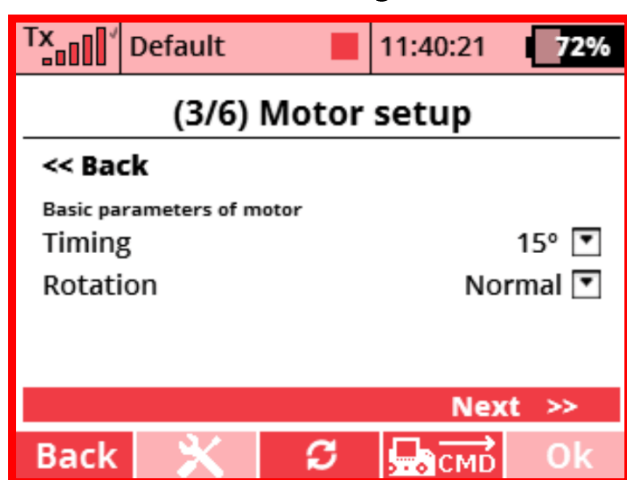 Tx Default 11:40:21 72%
(3/6) Motor setup
<< Back
Basic parameters of motor
Timing 15º
Rotation Normal
Next >>
Back CMD Ok